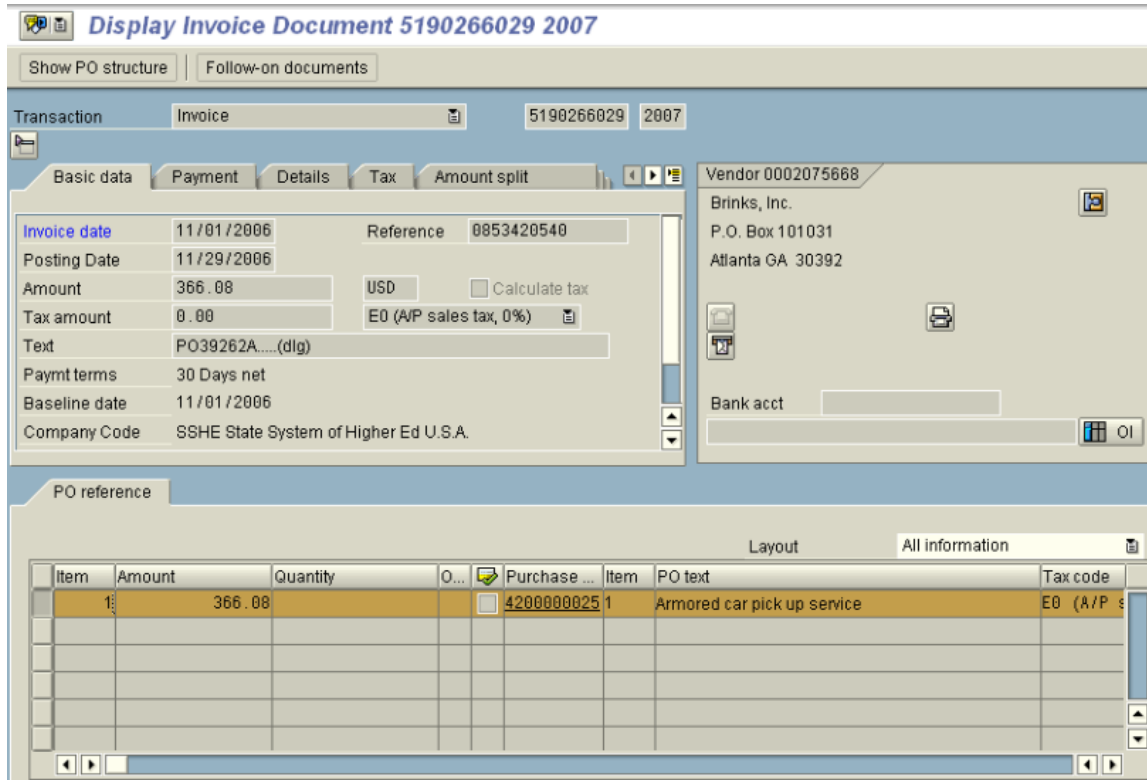 Display Invoice Document 5190266029 2007
Show PO structure Follow-on documents
Transaction Invoice 5190266029 2007
Basic data Payment Details Tax Amount split
Invoice date 11/01/2006 Reference 0853420540
Posting Date 11/29/2006
Amount 366.08 USD Calculate tax
Tax amount 0.00 E0 (A/P sales tax, 0%)
Text PO39262A.....(dlg)
Paymt terms 30 Days net
Baseline date 11/01/2006
Company Code SSHE State System of Higher Ed U.S.A.
Vendor 0002075668
Brinks, Inc.
P.O. Box 101031
Atlanta GA 30392
Bank acct
OI
PO reference
Layout All information
Item Amount Quantity O... Purchase ... Item PO text Tax code
1 366.08 4200000025 1 Armored car pick up service E0 (A/P s